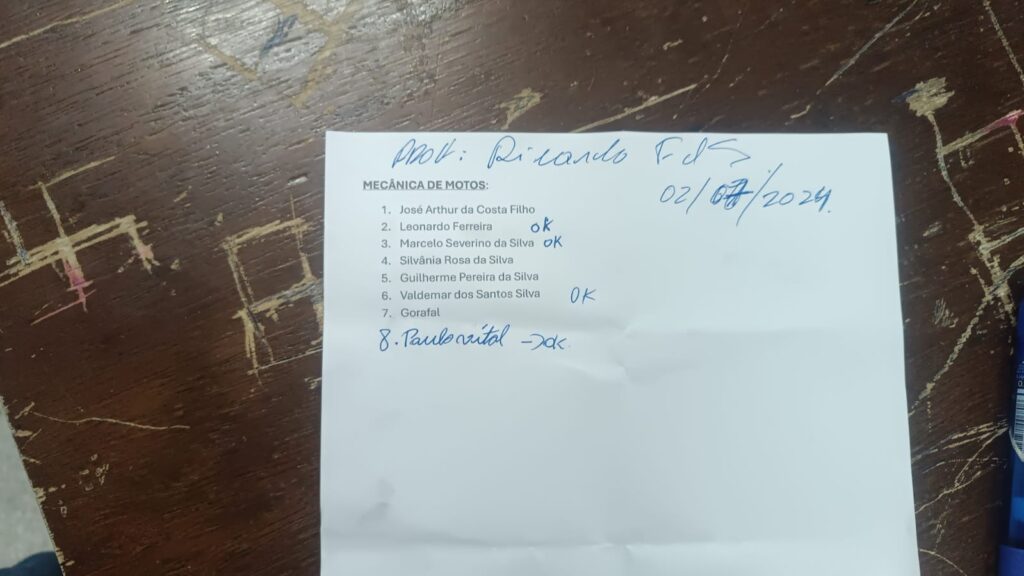 Prof: Ricardo FdS
02/07/2024.
MECÂNICA DE MOTOS:
1. José Arthur da Costa Filho
2. Leonardo Ferreira OK
3. Marcelo Severino da Silva OK
4. Silvânia Rosa da Silva
5. Guilherme Pereira da Silva
6. Valdemar dos Santos Silva OK
7. Gorafal
8. Paulo vital → ok